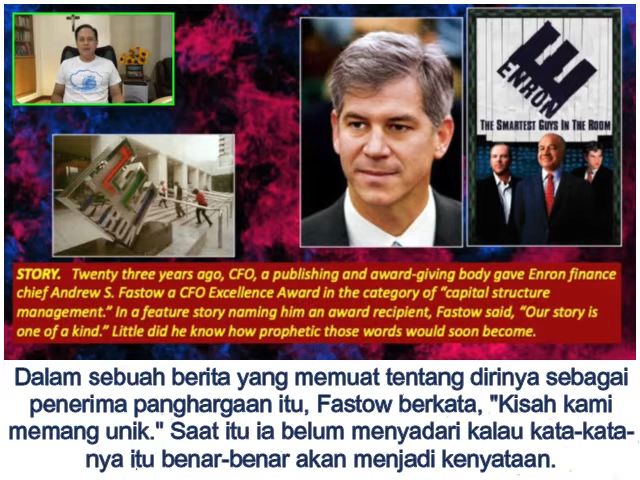 ENRON
THE SMARTEST GUYS IN THE ROOM
ENRON
STORY. Twenty three years ago, CFO, a publishing and award-giving body gave Enron finance
chief Andrew S. Fastow a CFO Excellence Award in the category of “capital structure
management.” In a feature story naming him an award recipient, Fastow said, “Our story is
one of a kind.” Little did he know how prophetic those words would soon become.
Dalam sebuah berita yang memuat tentang dirinya sebagai
penerima panghargaan itu, Fastow berkata, "Kisah kami
memang unik." Saat itu ia belum menyadari kalau kata-kata-
nya itu benar-benar akan menjadi kenyataan.